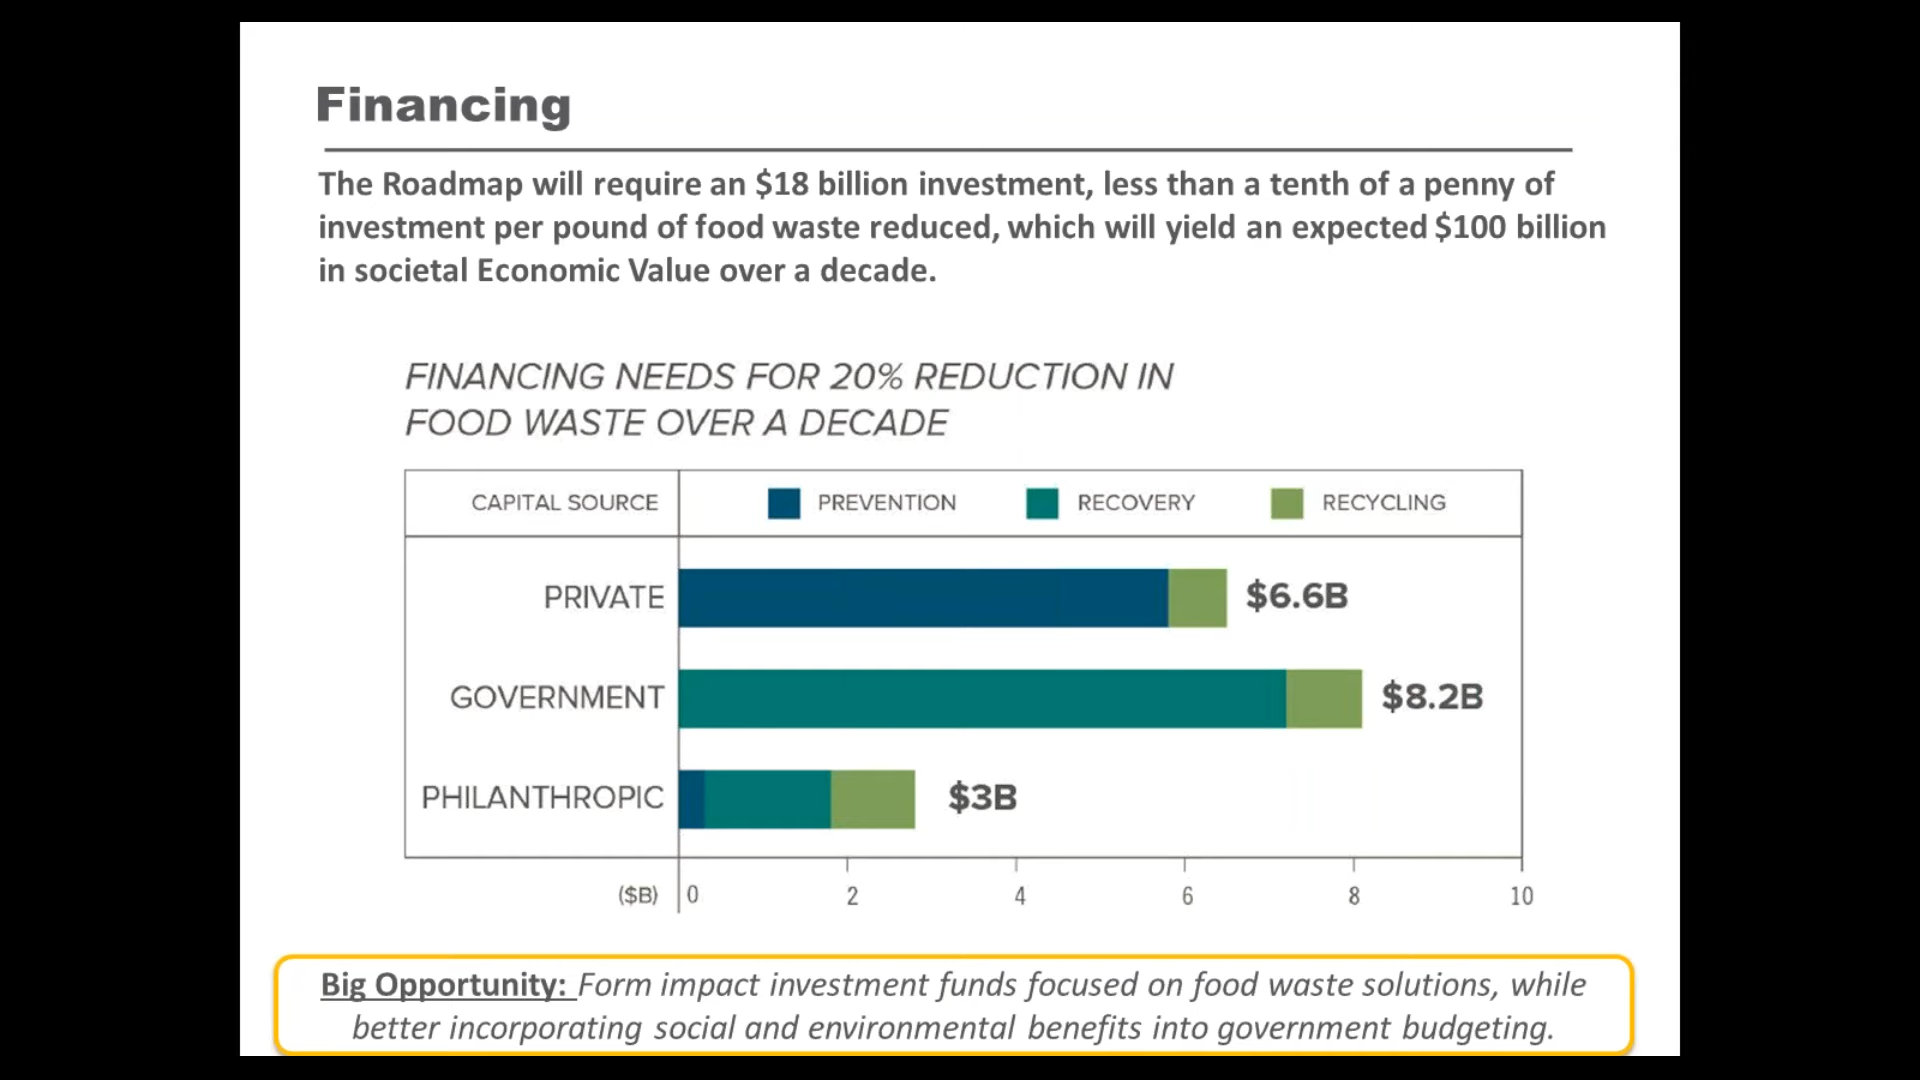 Financing
The Roadmap will require an $18 billion investment, less than a tenth of a penny of
investment per pound of food waste reduced, which will yield an expected $100 billion
in societal Economic Value over a decade.
FINANCING NEEDS FOR 20% REDUCTION IN
FOOD WASTE OVER A DECADE
CAPITAL SOURCE PREVENTION RECOVERY RECYCLING
PRIVATE $6.6B
GOVERNMENT $8.2B
PHILANTHROPIC $3B
($B) 0 2 4 6 8 10
Big Opportunity: Form impact investment funds focused on food waste solutions, while
better incorporating social and environmental benefits into government budgeting.